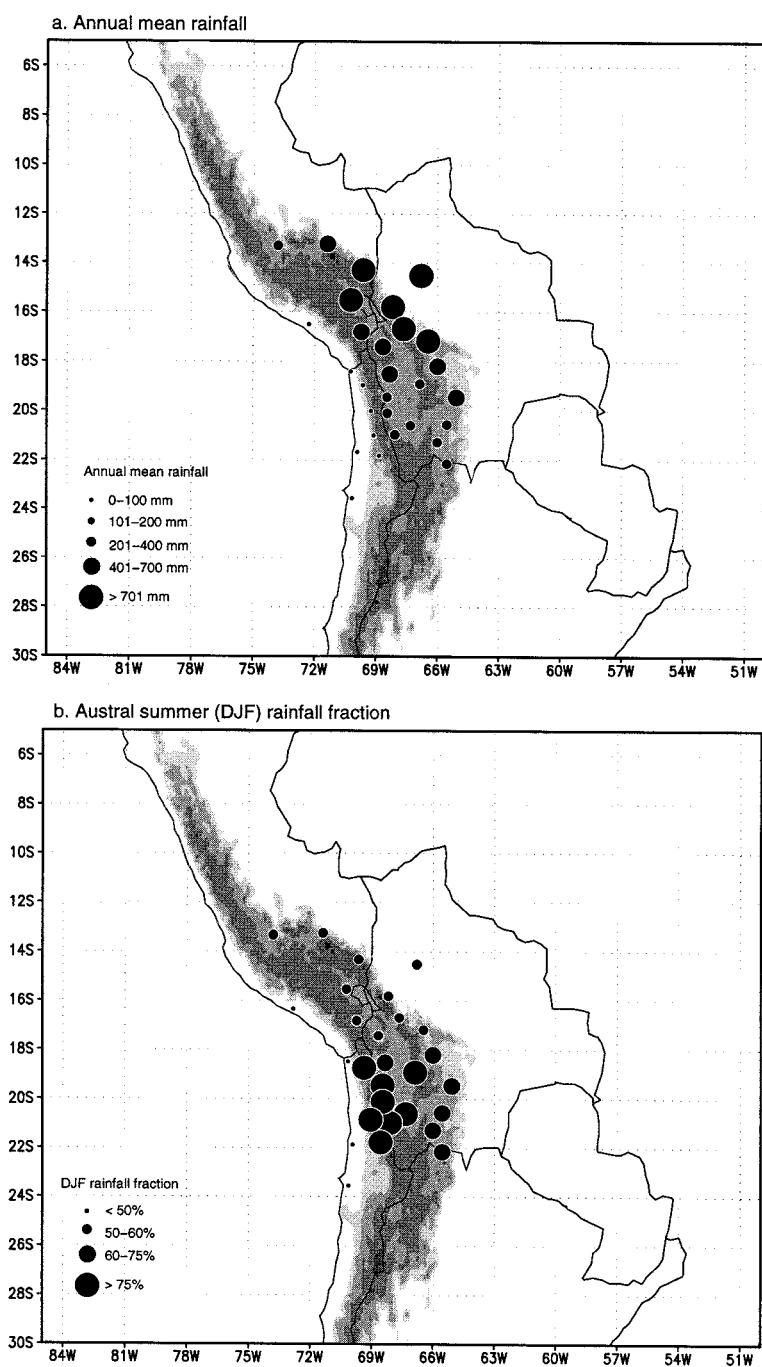 a. Annual mean rainfall
6S
8S
10S
12S
14S
16S
18S
20S
22S
24S
26S
28S
30S
Annual mean rainfall
0–100 mm
101–200 mm
201–400 mm
401–700 mm
> 701 mm
84W 81W 78W 75W 72W 69W 66W 63W 60W 57W 54W 51W
b. Austral summer (DJF) rainfall fraction
6S
8S
10S
12S
14S
16S
18S
20S
22S
24S
26S
28S
30S
DJF rainfall fraction
< 50%
50–60%
60–75%
> 75%
84W 81W 78W 75W 72W 69W 66W 63W 60W 57W 54W 51W